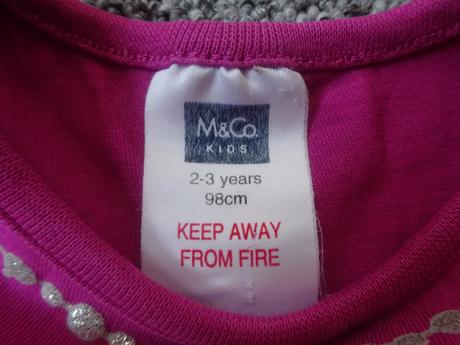 M&Co.
KIDS
2-3 years
98cm
KEEP AWAY
FROM FIRE